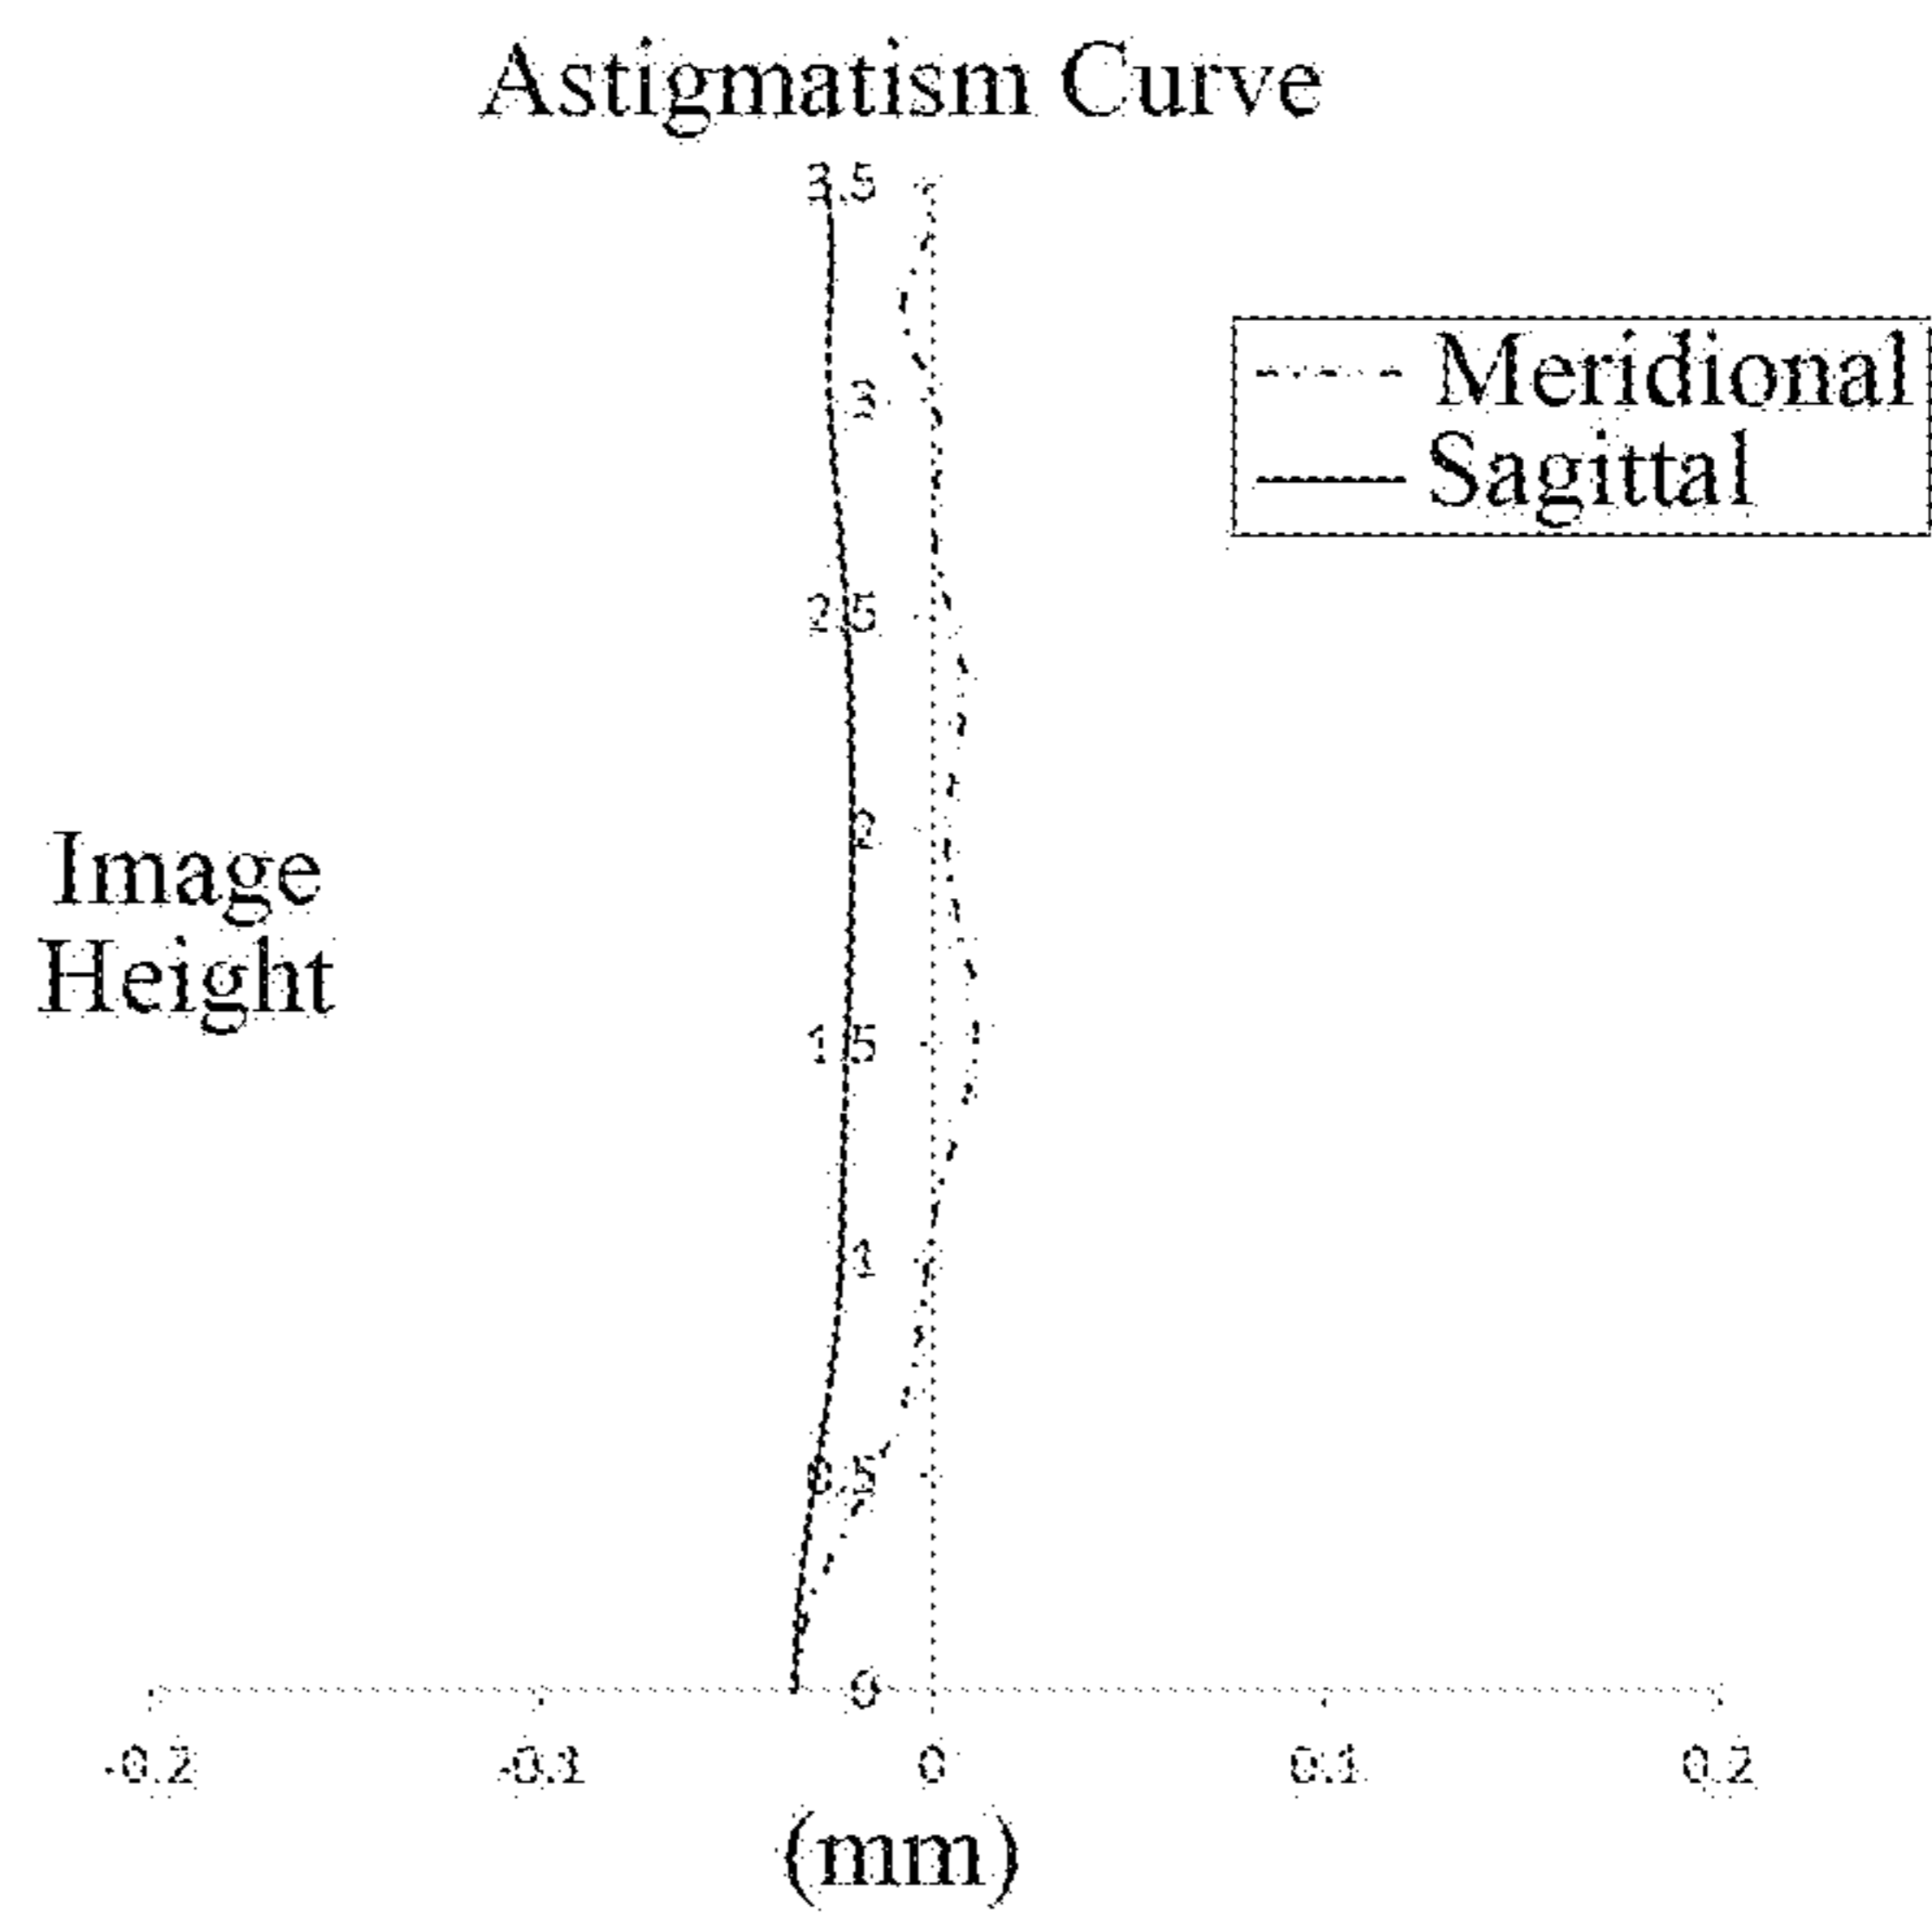 Astigmatism Curve
3.5
Meridional
3
Sagittal
2.5
2
Image
Height
1.5
1
0.5
0
-0.2 -0.1 0 0.1 0.2
(mm)